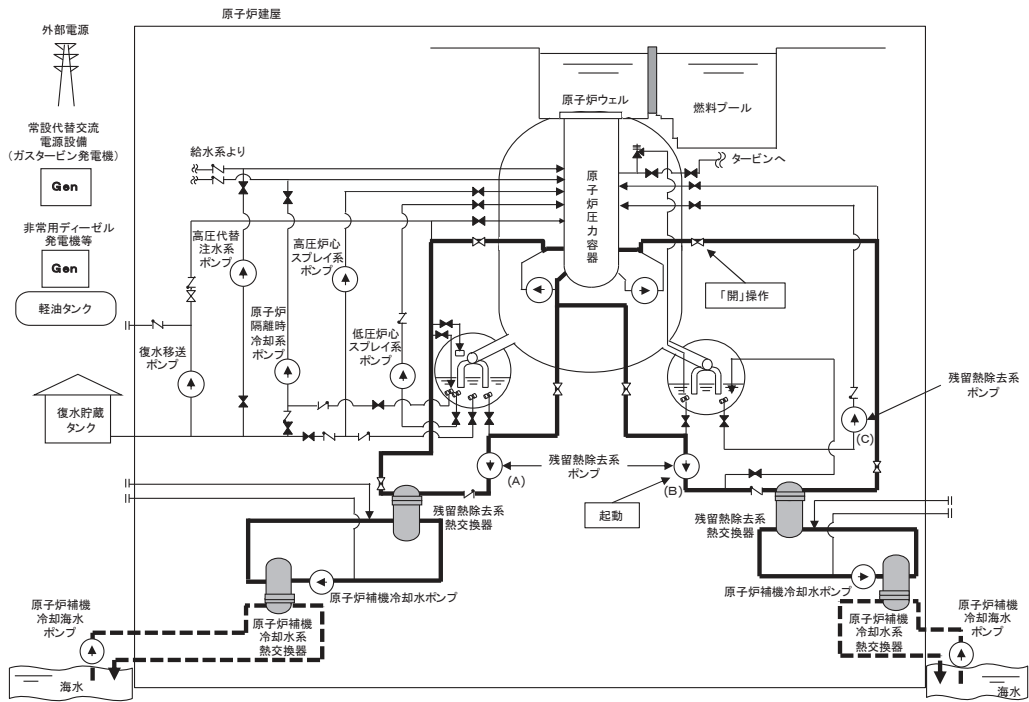 原子炉建屋
外部電源
常設代替交流
電源設備
(ガスタービン発電機)
Gen
非常用ディーゼル
発電機等
Gen
軽油タンク
復水貯蔵
タンク
給水系より
高圧代替
注水系
ポンプ
原子炉
隔離時
冷却系
ポンプ
高圧炉心
スプレイ系
ポンプ
低圧炉心
スプレイ系
ポンプ
復水移送
ポンプ
原子炉ウェル
燃料プール
原子炉圧力容器
タービンへ
「開」操作
残留熱除去系
ポンプ
(C)
残留熱除去系
ポンプ
(A)
(B)
起動
残留熱除去系
熱交換器
残留熱除去系
熱交換器
原子炉補機冷却水ポンプ
原子炉補機冷却水ポンプ
原子炉補機
冷却海水
ポンプ
原子炉補機
冷却水系
熱交換器
原子炉補機
冷却水系
熱交換器
原子炉補機
冷却海水
ポンプ
海水
海水